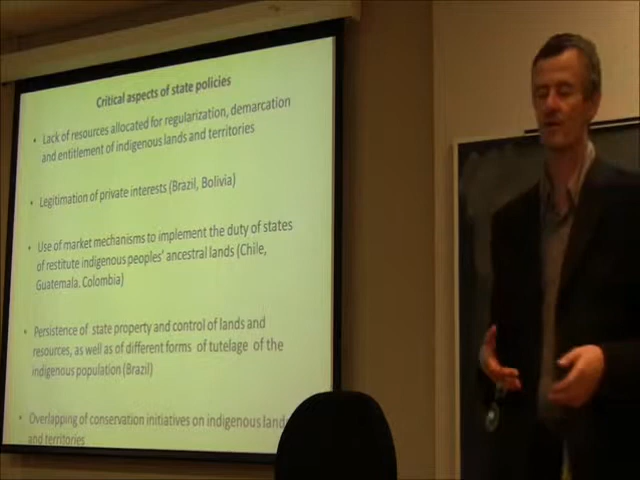 Critical aspects of state policies
• Lack of resources allocated for regularization, demarcation
and entitlement of indigenous lands and territories
• Legitimation of private interests (Brazil, Bolivia)
• Use of market mechanisms to implement the duty of states
of restitute indigenous peoples' ancestral lands (Chile,
Guatemala. Colombia)
• Persistence of state property and control of lands and
resources, as well as of different forms of tutelage of the
indigenous population (Brazil)
• Overlapping of conservation initiatives on indigenous land
and territories